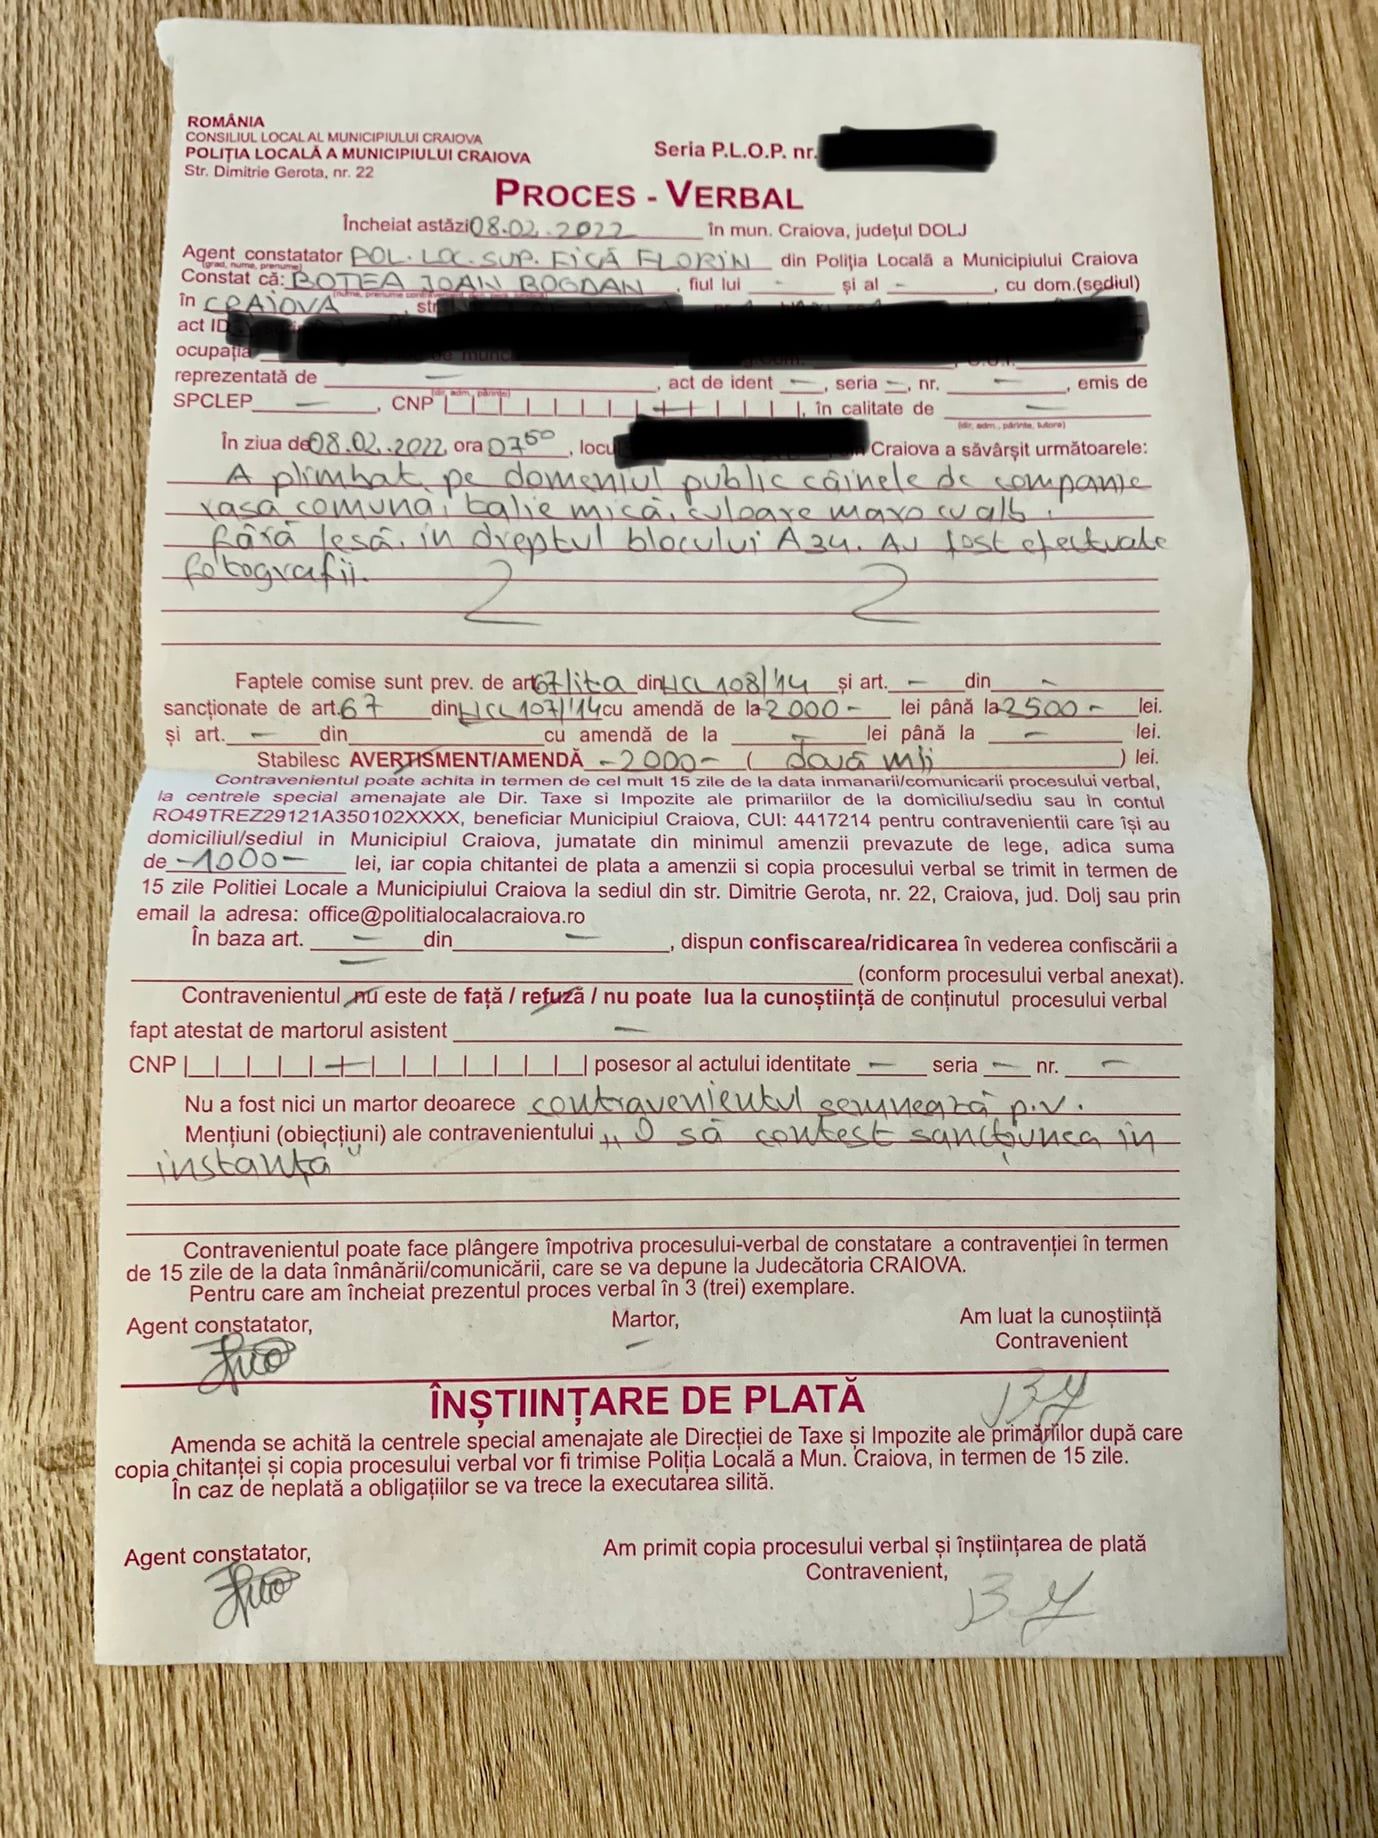 ROMÂNIA
CONSILIUL LOCAL AL MUNICIPIULUI CRAIOVA
POLIȚIA LOCALĂ A MUNICIPIULUI CRAIOVA
Str. Dimitrie Gerota, nr. 22
Seria P.L.O.P. nr.
PROCES - VERBAL
Încheiat astăzi 08.02.2022 în mun. Craiova, județul DOLJ
Agent constatator POL. LOC. SUP. FICĂ FLORIN din Poliția Locală a Municipiului Craiova
(grad, nume, prenume)
Constat că: BOTEA IOAN BOGDAN, fiul lui - și al -, cu dom.(sediul)
în CRAIOVA, str
act ID
ocupația
reprezentată de -, act de ident -, seria -, nr. -, emis de
(dir, adm, părinte)
SPCLEP -, CNP în calitate de -
(dir, adm., părinte, tutore)
În ziua de 08.02.2022, ora 07⁵⁰, locu Craiova a săvârșit următoarele:
A plimbat pe domeniul public câinele de companie
rasă comună, talie mică, culoare maro cu alb,
fără lesă, în dreptul blocului A34. Au fost efectuate
fotografii.
Faptele comise sunt prev. de art 67/lit.a din HCL 108/'14 și art. - din -
sancționate de art. 67 din HCL 107/'14 cu amendă de la 2000- lei până la 2500- lei.
și art. - din cu amendă de la - lei până la - lei.
Stabilesc AVERTISMENT/AMENDĂ -2000- ( două mii ) lei.
Contravenientul poate achita in termen de cel mult 15 zile de la data inmanarii/comunicarii procesului verbal,
la centrele special amenajate ale Dir. Taxe si Impozite ale primariilor de la domiciliu/sediu sau în contul
RO49TREZ29121A350102XXXX, beneficiar Municipiul Craiova, CUI: 4417214 pentru contravenientii care își au
domiciliul/sediul in Municipiul Craiova, jumatate din minimul amenzii prevazute de lege, adica suma
de -1000- lei, iar copia chitantei de plata a amenzii si copia procesului verbal se trimit in termen de
15 zile Politiei Locale a Municipiului Craiova la sediul din str. Dimitrie Gerota, nr. 22, Craiova, jud. Dolj sau prin
email la adresa: office@politialocalacraiova.ro
În baza art. - din -, dispun confiscarea/ridicarea în vederea confiscării a
- (conform procesului verbal anexat).
Contravenientul nu este de față / refuză / nu poate lua la cunoștiință de conținutul procesului verbal
fapt atestat de martorul asistent -
CNP posesor al actului identitate - seria - nr. -
Nu a fost nici un martor deoarece contravenientul semnează p.v.
Mențiuni (obiecțiuni) ale contravenientului „O să contest sancțiunea în
instanță"
Contravenientul poate face plângere împotriva procesului-verbal de constatare a contravenției în termen
de 15 zile de la data înmânării/comunicării, care se va depune la Judecătoria CRAIOVA.
Pentru care am încheiat prezentul proces verbal în 3 (trei) exemplare.
Agent constatator, Martor, Am luat la cunoștiință
Contravenient
-
ÎNȘTIINȚARE DE PLATĂ
Amenda se achită la centrele special amenajate ale Direcției de Taxe și Impozite ale primăriilor după care
copia chitanței și copia procesului verbal vor fi trimise Poliția Locală a Mun. Craiova, in termen de 15 zile.
În caz de neplată a obligațiilor se va trece la executarea silită.
Agent constatator, Am primit copia procesului verbal și înștiințarea de plată
Contravenient,